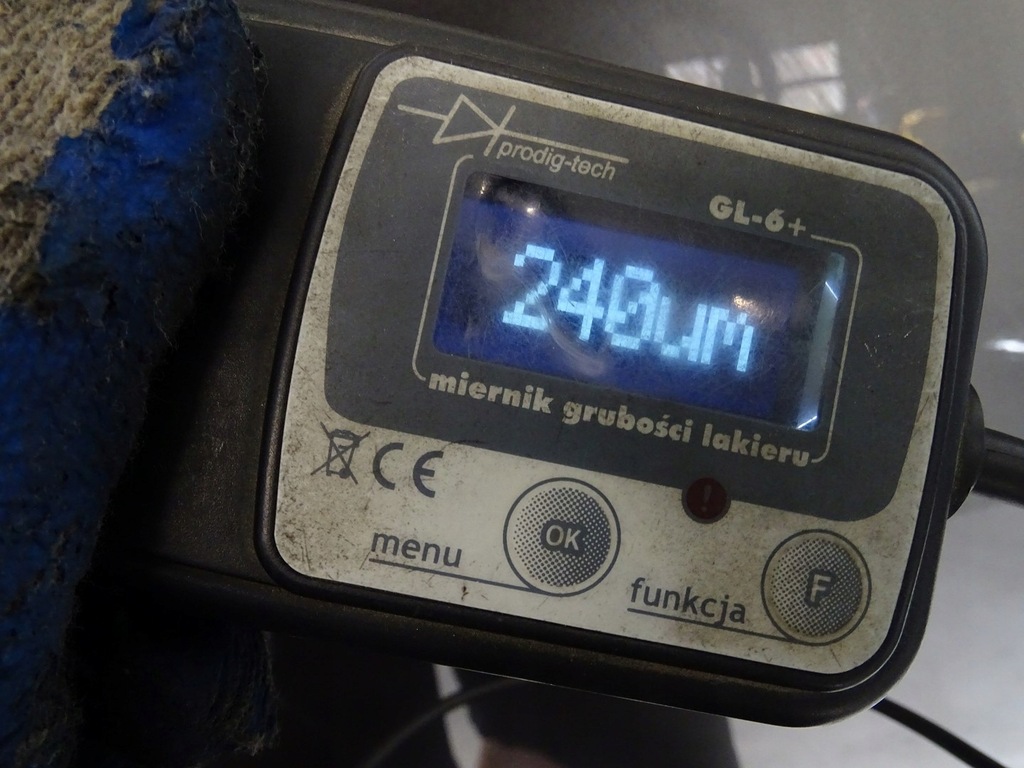 prodig-tech
GL-6+
240um
miernik grubości lakieru
CE
!
OK
menu
F
funkcja